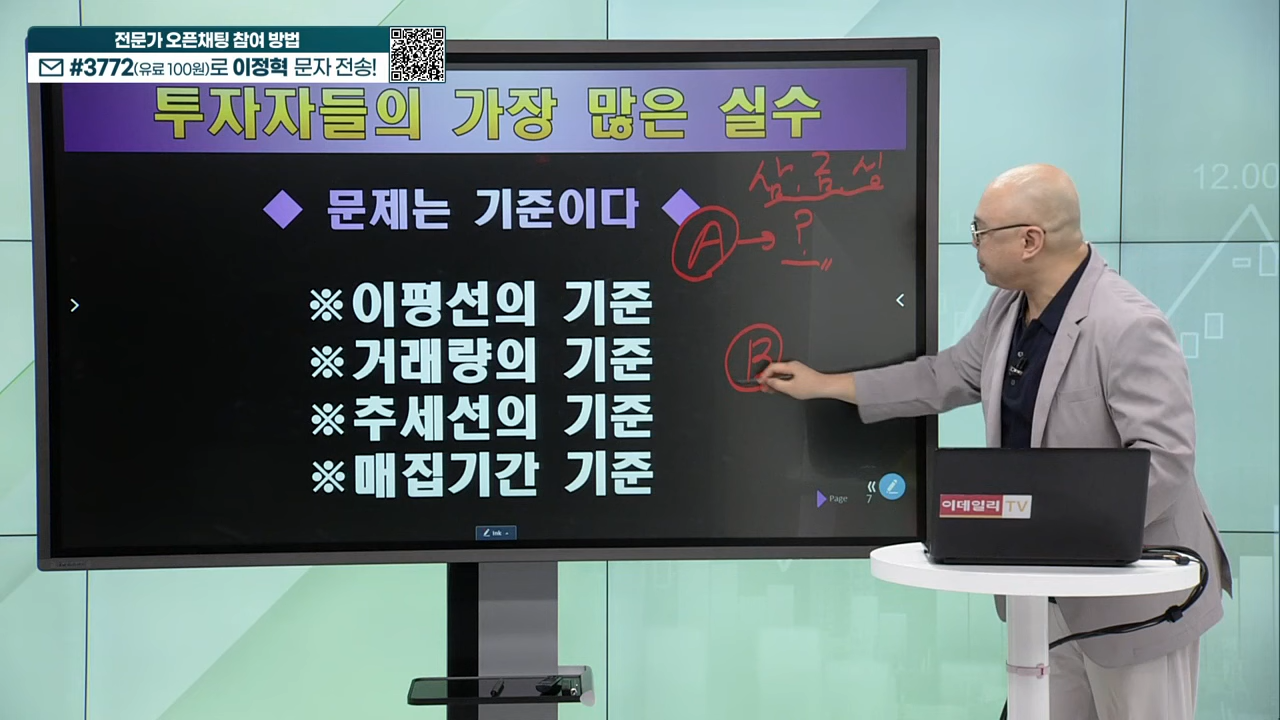 전문가 오픈채팅 참여 방법
#3772(유료 100원)로 이정혁 문자 전송!
투자자들의 가장 많은 실수
◆ 문제는 기준이다 ◆
삼.금.성
A → ?
※이평선의 기준
B
※거래량의 기준
※추세선의 기준
※매집기간 기준
Page 7
Ink
이데일리TV
12.00